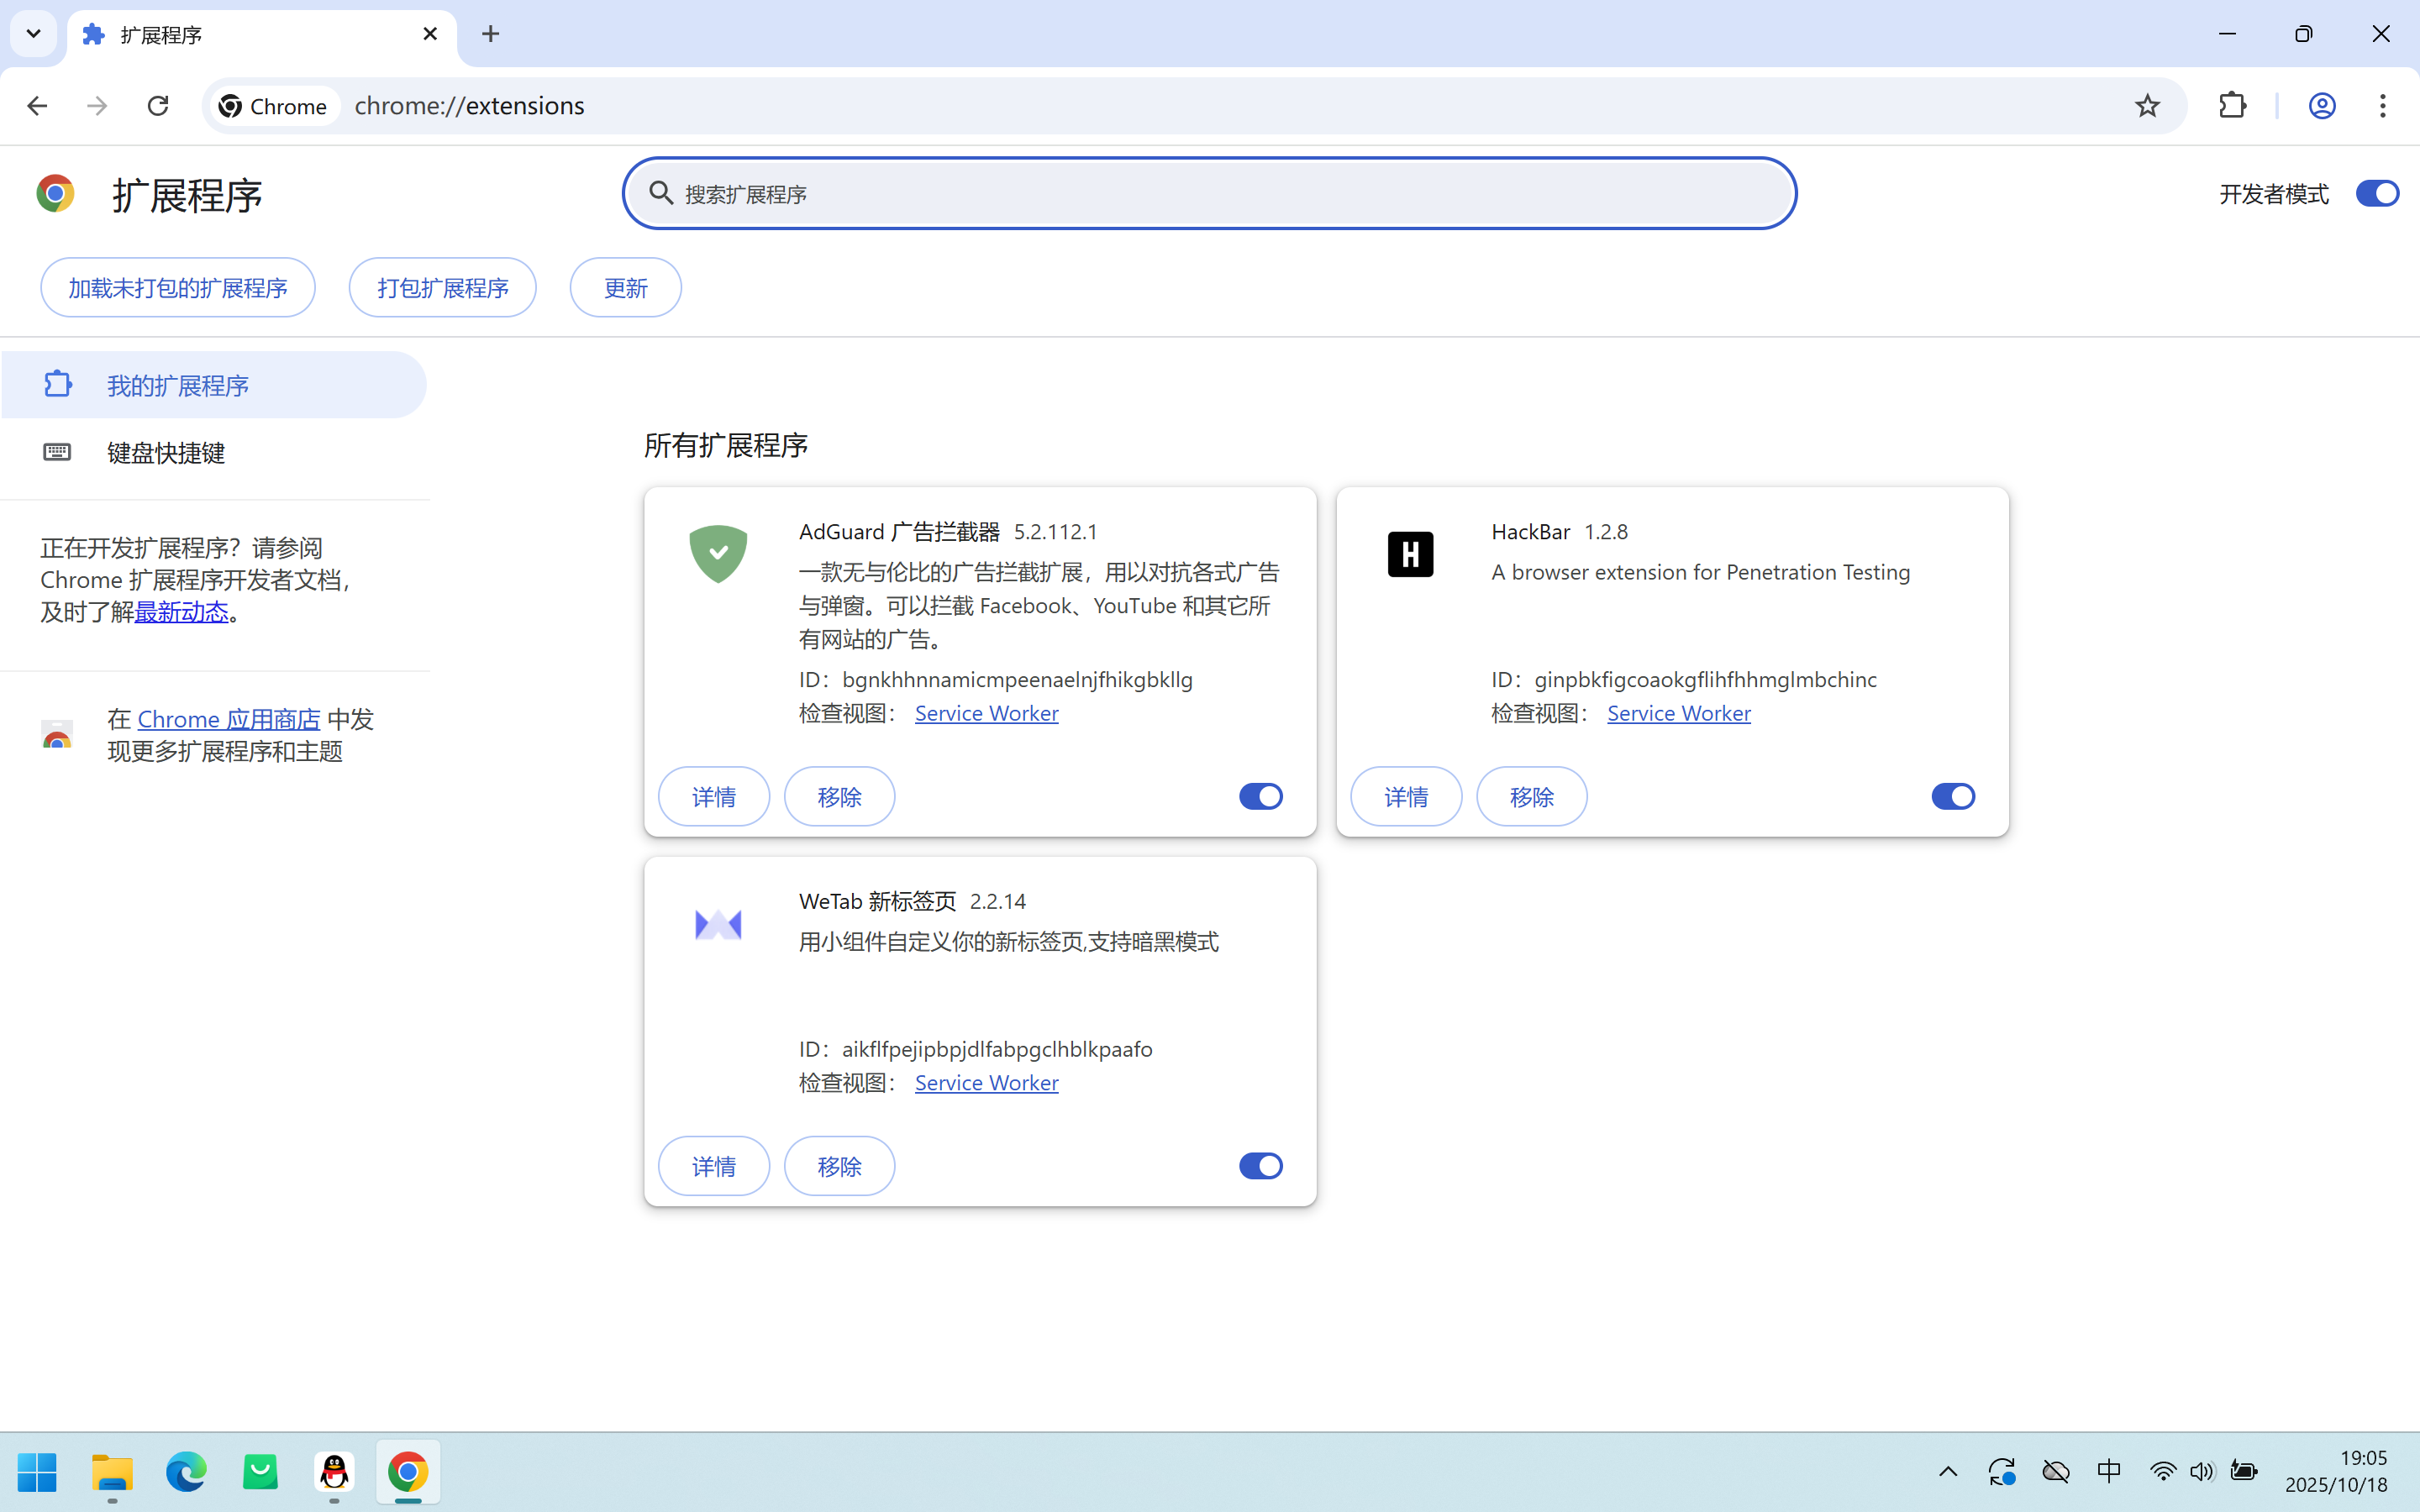 扩展程序
Chrome chrome://extensions
扩展程序
搜索扩展程序
开发者模式
加载未打包的扩展程序
打包扩展程序
更新
我的扩展程序
键盘快捷键
正在开发扩展程序？请参阅
Chrome 扩展程序开发者文档，
及时了解最新动态。
在 Chrome 应用商店 中发
现更多扩展程序和主题
所有扩展程序
AdGuard 广告拦截器 5.2.112.1
一款无与伦比的广告拦截扩展，用以对抗各式广告
与弹窗。可以拦截 Facebook、YouTube 和其它所
有网站的广告。
ID：bgnkhhnnamicmpeenaelnjfhikgbkllg
检查视图： Service Worker
详情
移除
HackBar 1.2.8
A browser extension for Penetration Testing
ID：ginpbkfigcoaokgflihfhhmglmbchinc
检查视图： Service Worker
详情
移除
WeTab 新标签页 2.2.14
用小组件自定义你的新标签页,支持暗黑模式
ID：aikflfpejipbpjdlfabpgclhblkpaafo
检查视图： Service Worker
详情
移除
中
19:05
2025/10/18